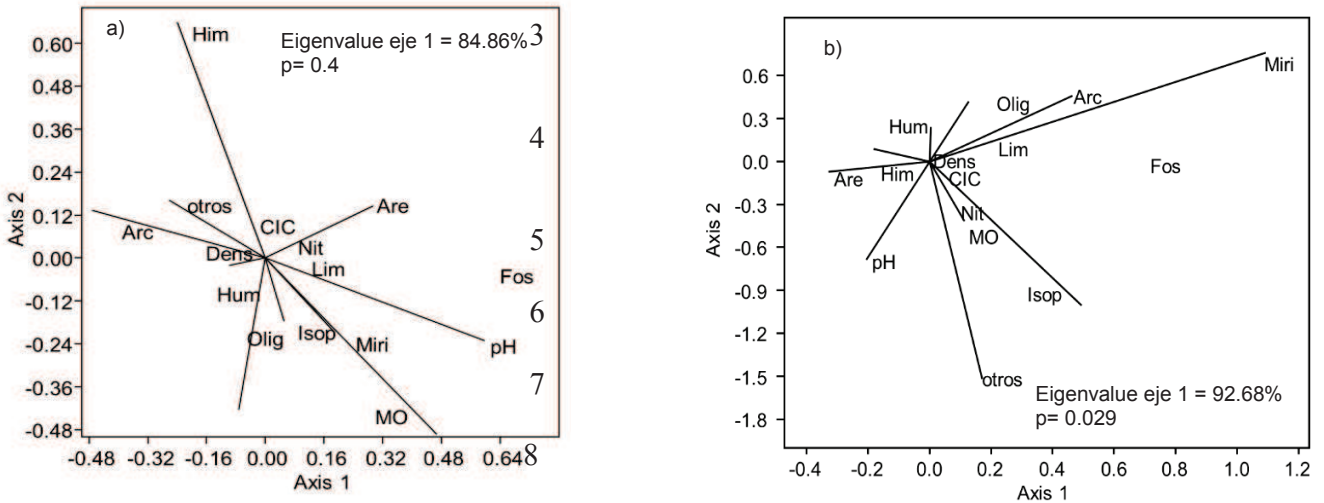 a)
Eigenvalue eje 1 = 84.86%
p= 0.4
3
4
5
6
7
8
0.60
0.48
0.36
0.24
0.12
0.00
-0.12
-0.24
-0.36
-0.48
Axis 2
Him
otros
Arc
CIC
Are
Dens
Nit
Lim
Fos
Hum
Olig
Isop
Miri
pH
MO
-0.48 -0.32 -0.16 0.00 0.16 0.32 0.48 0.64
Axis 1
b)
0.6
0.3
0.0
-0.3
-0.6
-0.9
-1.2
-1.5
-1.8
Axis 2
Miri
Olig
Arc
Hum
Lim
Dens
Fos
Are
Him
CIC
Nit
MO
pH
Isop
otros
Eigenvalue eje 1 = 92.68%
p= 0.029
-0.4 -0.2 0.0 0.2 0.4 0.6 0.8 1.0 1.2
Axis 1